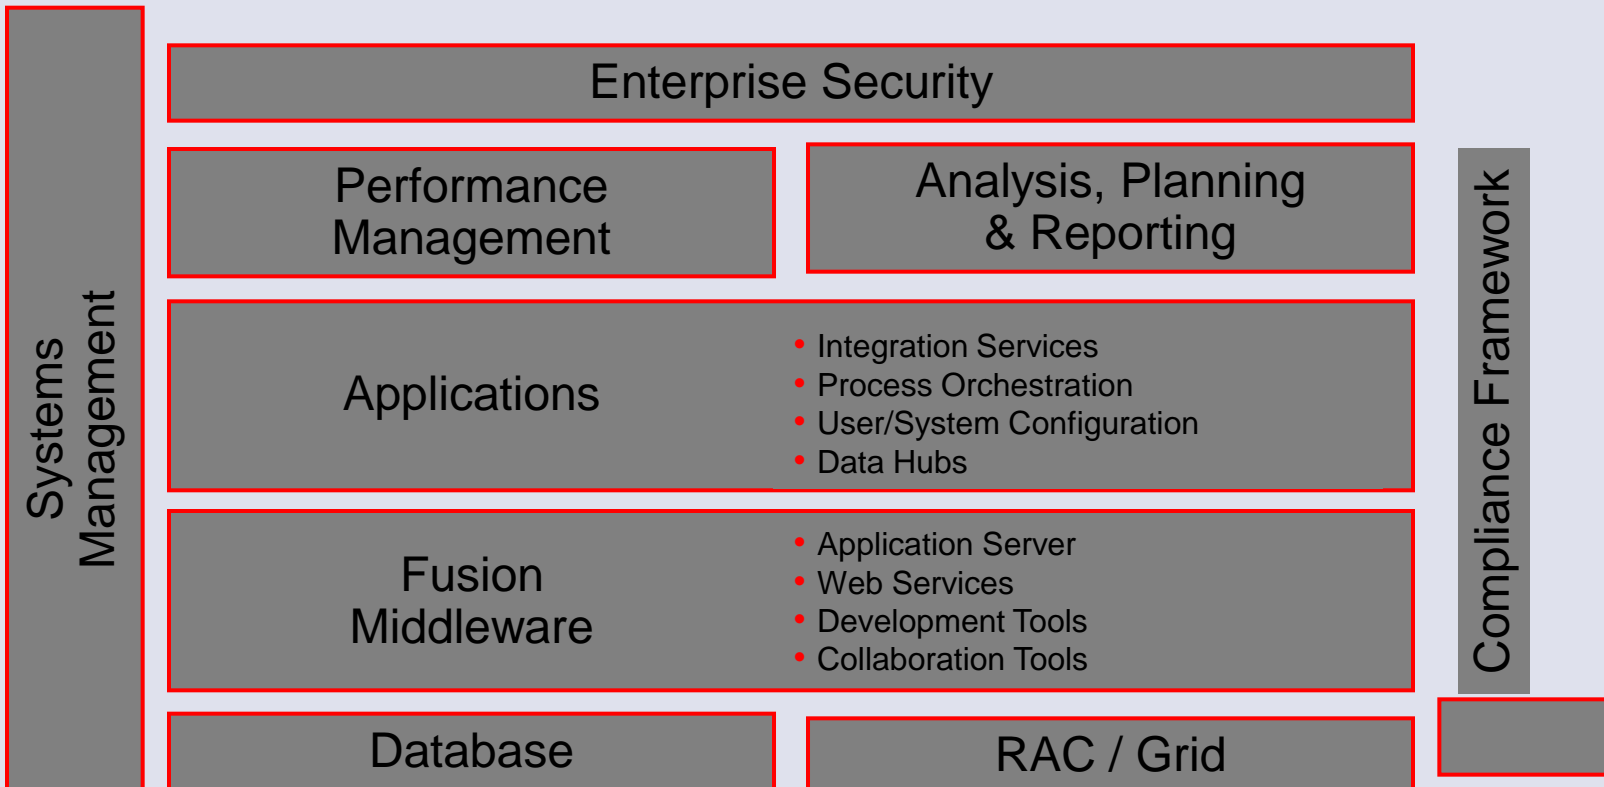 Systems
Management
Enterprise Security
Performance
Management
Analysis, Planning
& Reporting
Applications
• Integration Services
• Process Orchestration
• User/System Configuration
• Data Hubs
Fusion
Middleware
• Application Server
• Web Services
• Development Tools
• Collaboration Tools
Database
RAC / Grid
Compliance Framework